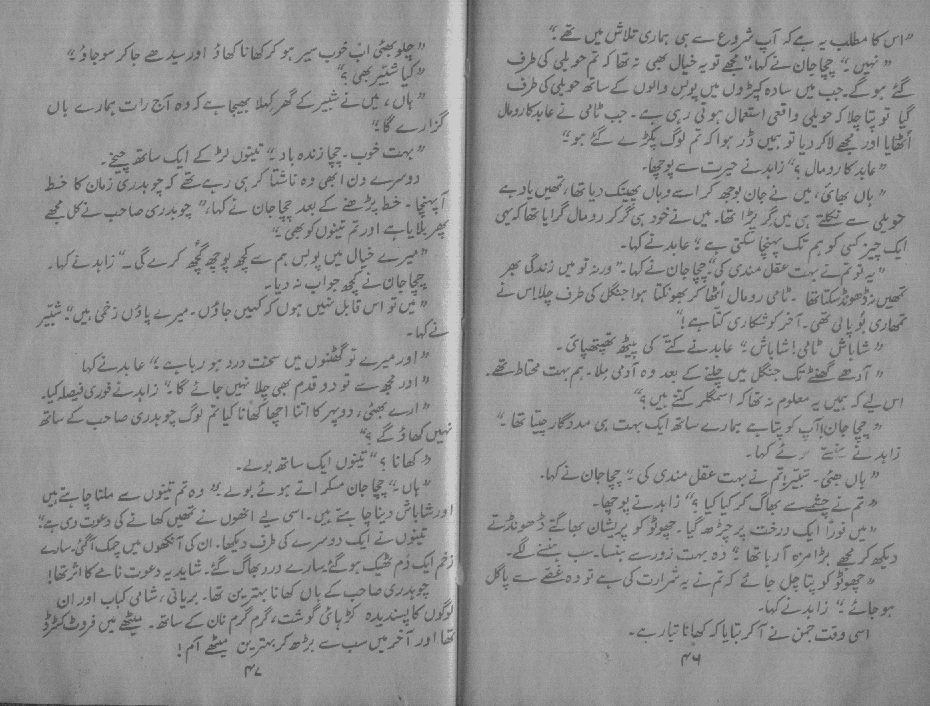 ”اس کا مطلب یہ ہے کہ آپ شروع سے ہی ہماری تلاش میں تھے۔“
”نہیں۔“ چچا جان نے کہا، ”مجھے تو یہ خیال بھی نہ تھا کہ تم حویلی کی طرف
گئے ہو گے۔ جب میں سادہ کپڑوں میں پولس والوں کے ساتھ حویلی کی طرف
گیا تو پتا چلا کہ حویلی واقعی استعمال ہوتی رہی ہے۔ جب ٹامی نے عابد کا رومال
اُٹھایا اور مجھے لا کر دیا تو ہمیں ڈر ہوا کہ تم لوگ پکڑے گئے ہو۔“
”عابد کا رومال؟“ زاہد نے حیرت سے پوچھا۔
”ہاں بھائی، میں نے جان بوجھ کر اسے وہاں پھینک دیا تھا، تمھیں یاد ہے
حویلی سے نکلتے ہی میں گر پڑا تھا۔ میں نے خود ہی گر کر رومال گرایا تھا کہ یہی
ایک چیز کسی کو ہم تک پہنچا سکتی ہے“ عابد نے کہا۔
”یہ تو تم نے بہت عقل مندی کی“ چچا جان نے کہا۔ ”ورنہ تو میں زندگی بھر
تمھیں نہ ڈھونڈ سکتا تھا۔ ٹامی رومال اُٹھا کر بھونکتا ہوا جنگل کی طرف چلا۔ اس نے
تمھاری بُو پا لی تھی۔ آخر کو شکاری کتّا ہے!“
”شاباش ٹامی! شاباش۔“ عابد نے کتے کی پیٹھ تھپتھپائی۔
”آدھے گھنٹے تک جنگل میں چلنے کے بعد وہ آدمی مِلا۔ ہم بہت محتاط تھے۔
اس لیے کہ ہمیں یہ معلوم نہ تھا کہ اسمگلر کتنے ہیں؟“
”چچا جان! آپ کو پتا ہے ہمارے ساتھ ایک بہت ہی مددگار چیتا تھا۔“
زاہد نے ہنستے ہوئے کہا۔
”ہاں بھئی۔ شبّیر! تم نے بہت عقل مندی کی۔“ چچا جان نے کہا۔
”تم نے چشمے سے بھاگ کر کیا کیا؟“ زاہد نے پوچھا۔
”میں فوراً ایک درخت پر چڑھ گیا۔ چھوٹو کو پریشان بھاگتے ڈھونڈتے
دیکھ کر مجھے بڑا مزہ آ رہا تھا“ وہ بہت زور سے ہنسا۔ سب ہنسنے لگے۔
”چھوٹو کو پتا چل جائے کہ تم نے یہ شرارت کی ہے تو وہ غصّے سے پاگل
ہو جائے۔“ زاہد نے کہا۔
اسی وقت جمن نے آ کر بتایا کہ کھانا تیار ہے۔
۴۶
”چلو بھئی اب خوب سیر ہو کر کھانا کھاؤ اور سیدھے جا کر سو جاؤ۔“
”کیا شبّیر بھی؟“
”ہاں، میں نے شبیر کے گھر کہلا بھیجا ہے کہ وہ آج رات ہمارے ہاں
گزارے گا۔“
”بہت خوب۔ چچا زندہ باد۔“ تینوں لڑکے ایک ساتھ چیخے۔
دوسرے دن ابھی وہ ناشتا کر ہی رہے تھے کہ چوہدری زمان کا خط
آ پہنچا۔ خط پڑھنے کے بعد چچا جان نے کہا، ”چوہدری صاحب نے کل مجھے
پھر بلایا ہے اور تم تینوں کو بھی۔“
”میرے خیال میں پولس ہم سے کچھ پوچھ گچھ کرے گی۔“ زاہد نے کہا۔
چچا جان نے کچھ جواب نہ دیا۔
”میں تو اس قابل نہیں ہوں کہ کہیں جاؤں۔ میرے پاؤں زخمی ہیں“ شبّیر
نے کہا۔
”اور میرے تو گھٹنوں میں سخت درد ہو رہا ہے۔“ عابد نے کہا
”اور مجھ سے تو دو قدم بھی چلا نہیں جائے گا۔“ زاہد نے فوری فیصلہ کیا۔
”ارے بھئی، دوپہر کا اتنا اچھا کھانا کیا تم لوگ چوہدری صاحب کے ساتھ
نہیں کھاؤ گے؟“
”کھانا؟“ تینوں ایک ساتھ بولے۔
”ہاں۔“ چچا جان مسکراتے ہوئے بولے۔ ”وہ تم تینوں سے ملنا چاہتے ہیں
اور شاباش دینا چاہتے ہیں۔ اسی لیے انھوں نے تمھیں کھانے کی دعوت دی ہے“
تینوں نے ایک دوسرے کی طرف دیکھا۔ ان کی آنکھوں میں چمک آ گئی۔ سارے
زخم ایک دم ٹھیک ہو گئے۔ سارے درد بھاگ گئے۔ شاید یہ دعوت نامے کا اثر تھا!
چوہدری صاحب کے ہاں کھانا بہترین تھا۔ بریانی، شامی کباب اور ان
لوگوں کا پسندیدہ کڑہائی گوشت، گرم گرم نان کے ساتھ۔ میٹھے میں فروٹ کسٹرڈ
تھا اور آخر میں سب سے بڑھ کر بہترین میٹھے آم!
۴۷